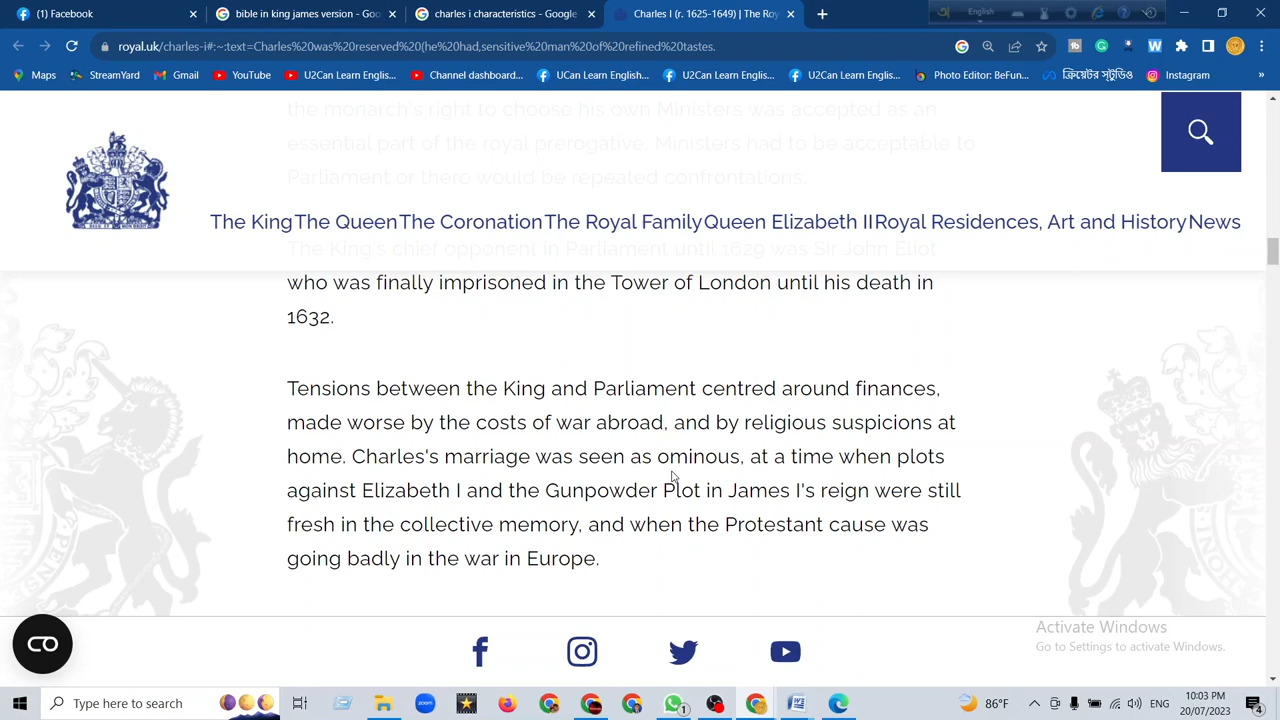 Facebook
bible in king james version - Goo
charles i characteristics - Google
Charles I (r. 1625-1649) | The Roy
English
royal.uk/charles-i#:~:text=Charles%20was%20reserved%20(he%20had,sensitive%20man%20of%20refined%20tastes.
Maps
StreamYard
Gmail
YouTube
U2Can Learn Englis...
Channel dashboard...
UCan Learn English...
U2Can Learn Englis...
U2Can Learn Englis...
Photo Editor: BeFun...
ক্রিয়েটর স্টুডিও
Instagram
»
the monarch's right to choose his own Ministers was accepted as an
essential part of the royal prerogative. Ministers had to be acceptable to
Parliament or there would be repeated confrontations.
The King The Queen The Coronation The Royal Family Queen Elizabeth II Royal Residences, Art and History News
The King's chief opponent in Parliament until 1629 was Sir John Eliot
who was finally imprisoned in the Tower of London until his death in
1632.
Tensions between the King and Parliament centred around finances,
made worse by the costs of war abroad, and by religious suspicions at
home. Charles's marriage was seen as ominous, at a time when plots
against Elizabeth I and the Gunpowder Plot in James I's reign were still
fresh in the collective memory, and when the Protestant cause was
going badly in the war in Europe.
Activate Windows
Go to Settings to activate Windows.
Type here to search
zoom
1
86°F
ENG
10:03 PM
20/07/2023
4